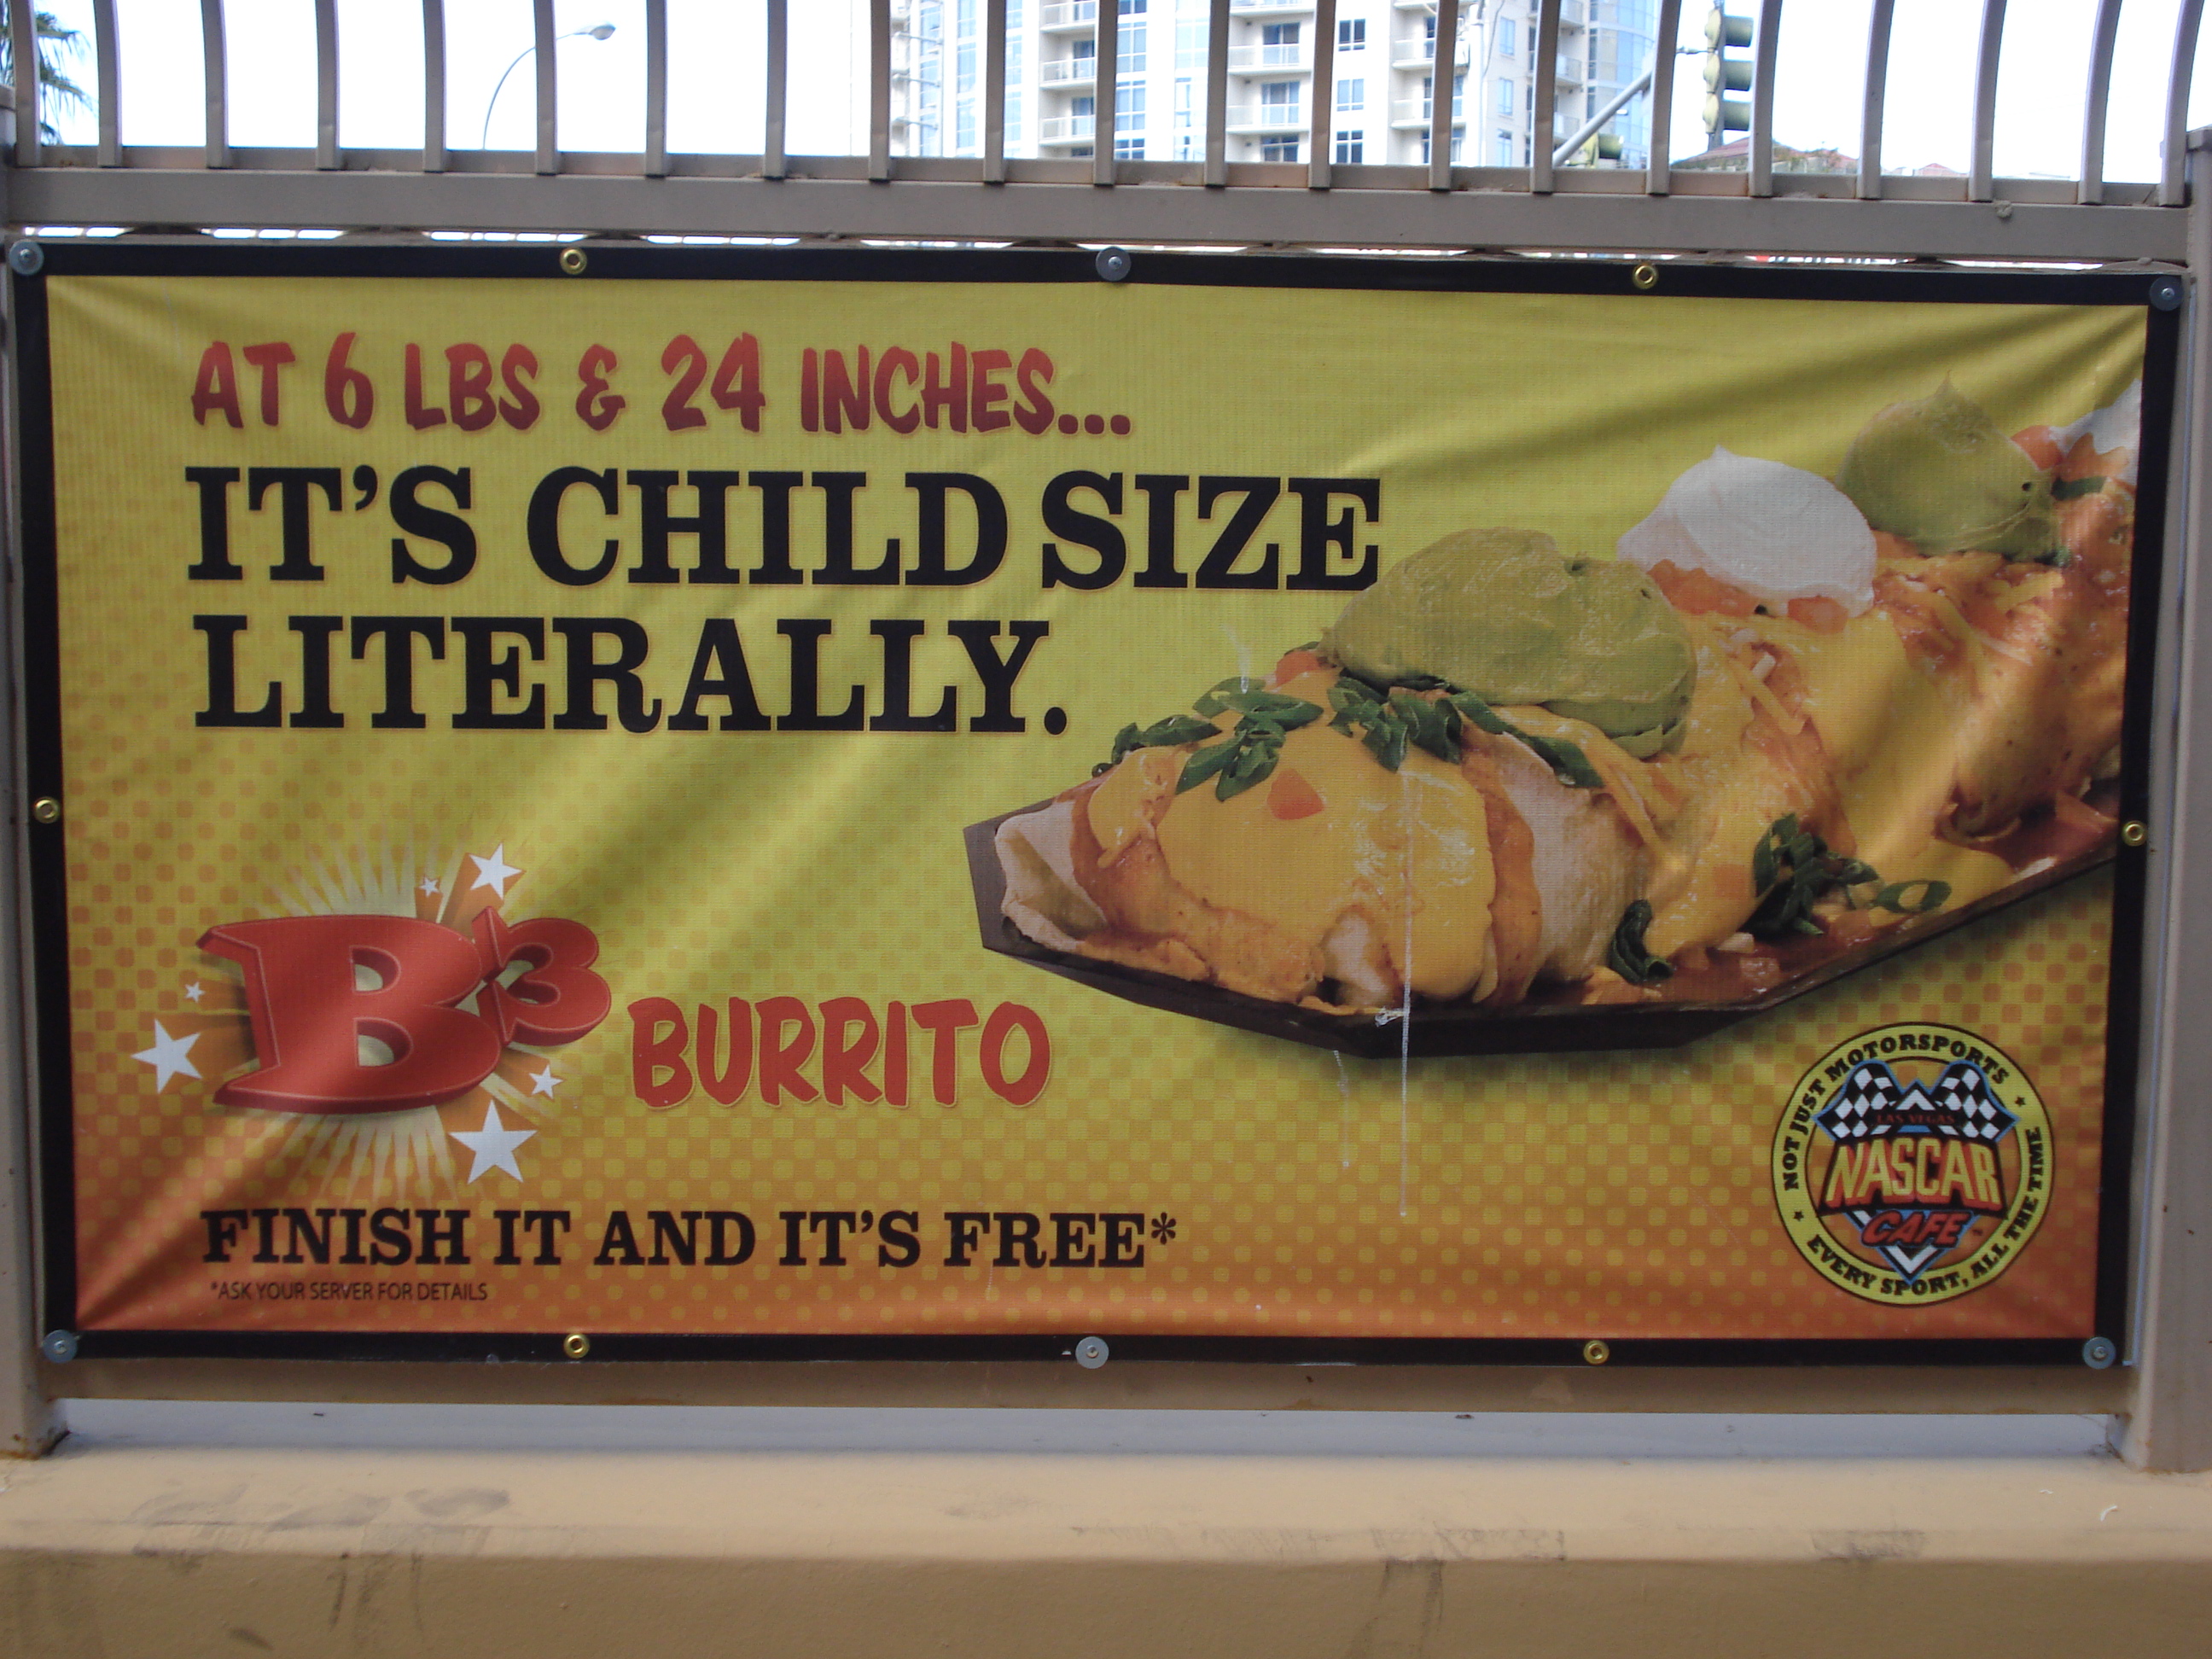 AT 6 LBS & 24 INCHES...
IT'S CHILD SIZE
LITERALLY.
B3 BURRITO
FINISH IT AND IT'S FREE*
*ASK YOUR SERVER FOR DETAILS
NOT JUST MOTORSPORTS
LAS VEGAS
NASCAR
CAFE™
EVERY SPORT, ALL THE TIME